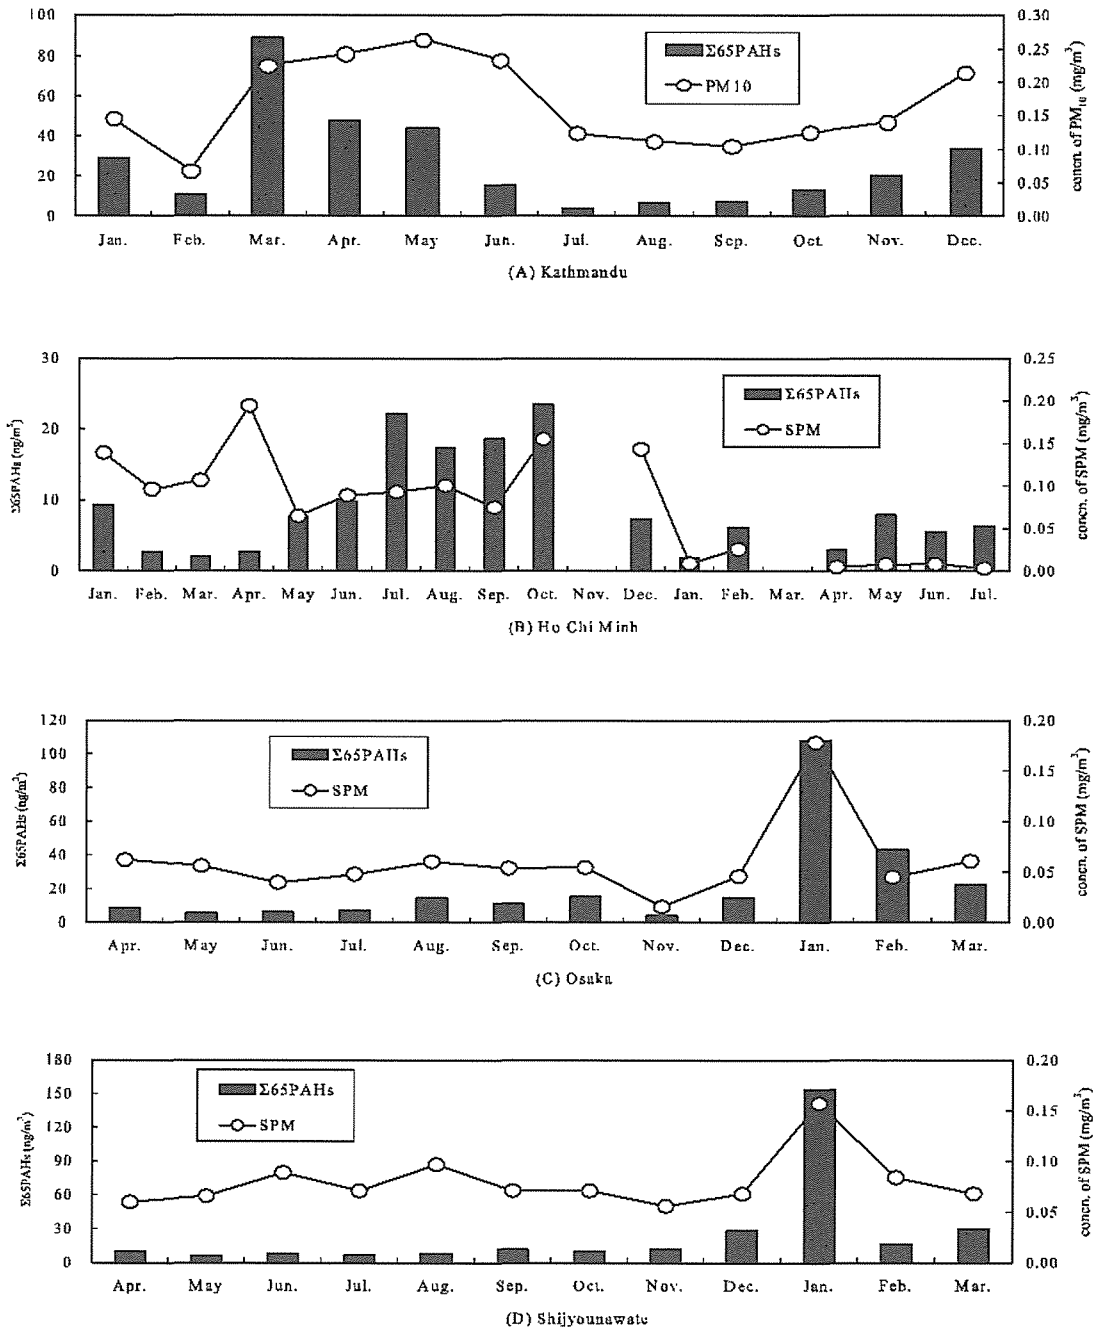 100
80
60
40
20
0
0.30
0.25
0.20
0.15
0.10
0.05
0.00
concn. of PM10 (mg/m³)
Σ65PAHs
PM10
Jan. Feb. Mar. Apr. May Jun. Jul. Aug. Sep. Oct. Nov. Dec.
(A) Kathmandu
Σ65PAHs (ng/m³)
30
20
10
0
0.25
0.20
0.15
0.10
0.05
0.00
concn. of SPM (mg/m³)
Σ65PAHs
SPM
Jan. Feb. Mar. Apr. May Jun. Jul. Aug. Sep. Oct. Nov. Dec. Jan. Feb. Mar. Apr. May Jun. Jul.
(B) Ho Chi Minh
Σ65PAHs (ng/m³)
120
100
80
60
40
20
0
0.20
0.15
0.10
0.05
0.00
concn. of SPM (mg/m³)
Σ65PAHs
SPM
Apr. May Jun. Jul. Aug. Sep. Oct. Nov. Dec. Jan. Feb. Mar.
(C) Osaka
Σ65PAHs (ng/m³)
180
150
120
90
60
30
0
0.20
0.15
0.10
0.05
0.00
concn. of SPM (mg/m³)
Σ65PAHs
SPM
Apr. May Jun. Jul. Aug. Sep. Oct. Nov. Dec. Jan. Feb. Mar.
(D) Shijyounawate